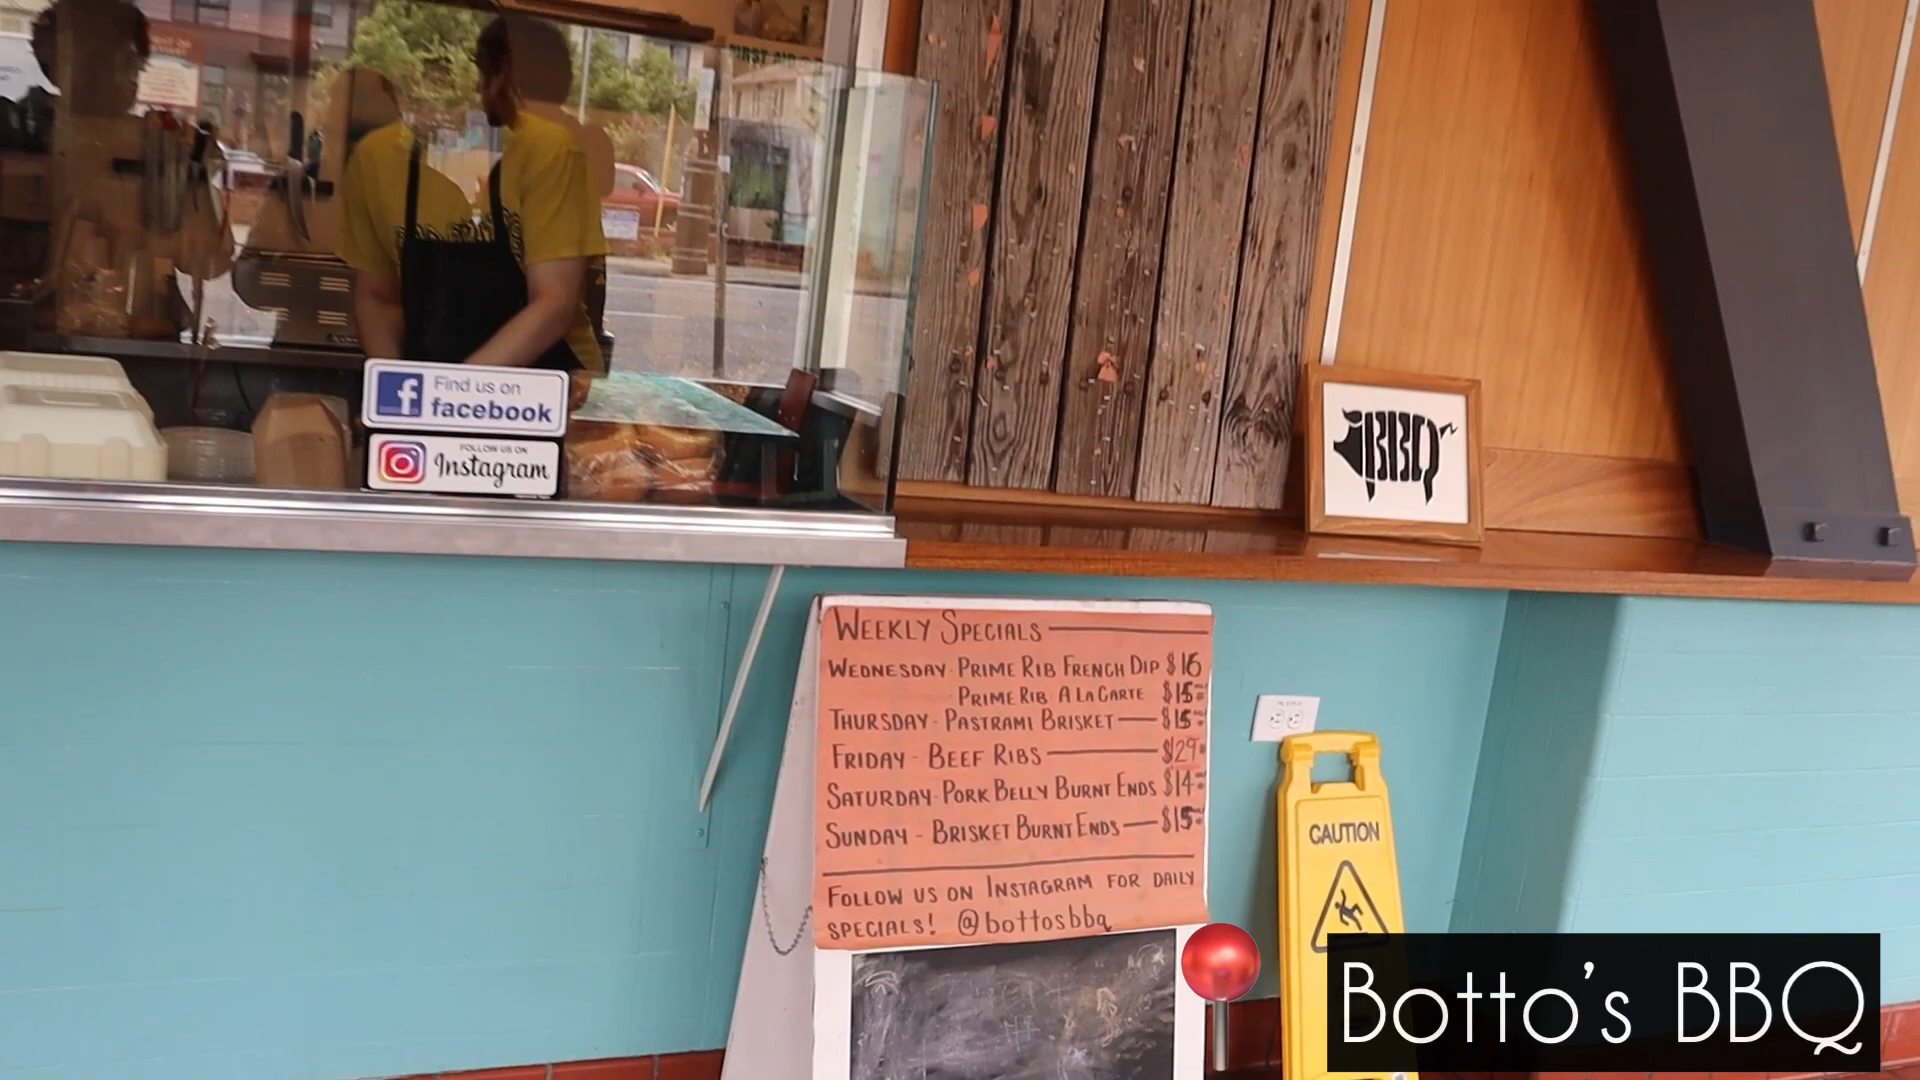 FIRST AID
Find us on
facebook
FOLLOW US ON
Instagram
BBQ
WEEKLY SPECIALS
WEDNESDAY - PRIME RIB FRENCH DIP $16
PRIME RIB A LA CARTE $15
THURSDAY - PASTRAMI BRISKET $15
FRIDAY - BEEF RIBS $29
SATURDAY - PORK BELLY BURNT ENDS $14
SUNDAY - BRISKET BURNT ENDS $15
FOLLOW US ON INSTAGRAM FOR DAILY
SPECIALS! @bottosbbq
CAUTION
Botto's BBQ